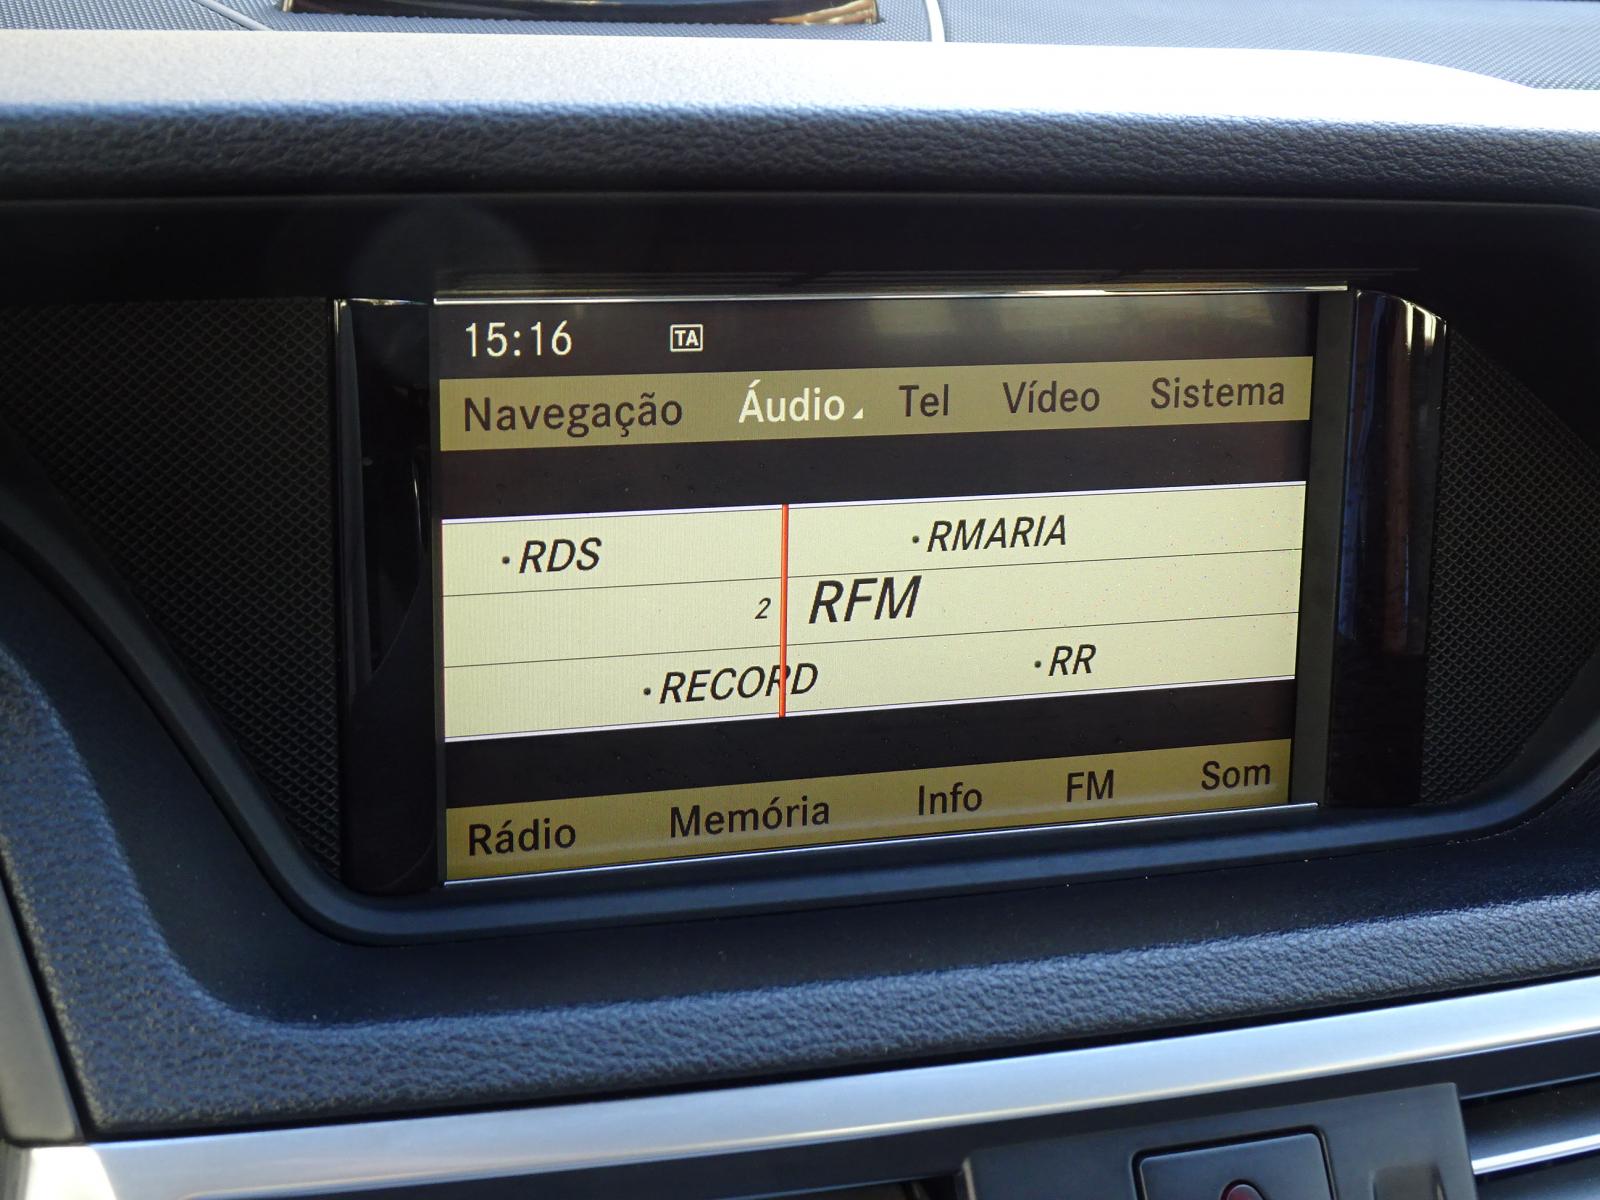 15:16 TA
Navegação Áudio Tel Vídeo Sistema
·RDS ·RMARIA
2 RFM
·RECORD ·RR
Rádio Memória Info FM Som